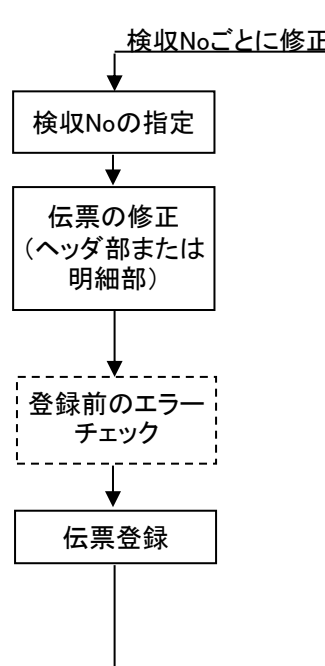 検収Noごとに修正
検収Noの指定
伝票の修正
（ヘッダ部または
明細部）
登録前のエラー
チェック
伝票登録